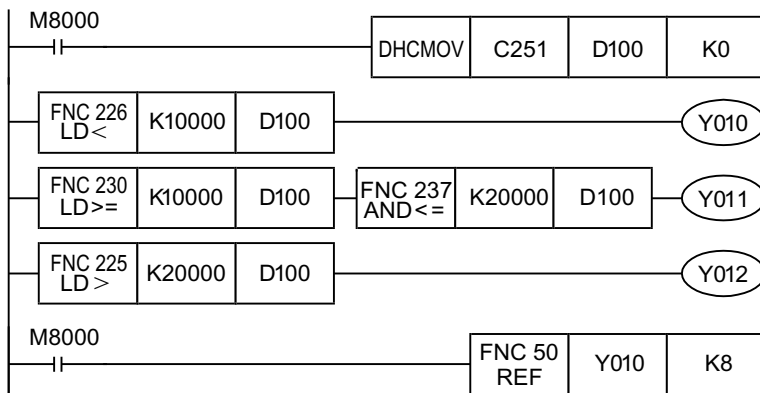 M8000
DHCMOV C251 D100 K0
FNC 226
LD< K10000 D100 Y010
FNC 230
LD>= K10000 D100 FNC 237
AND<= K20000 D100 Y011
FNC 225
LD> K20000 D100 Y012
M8000
FNC 50
REF Y010 K8